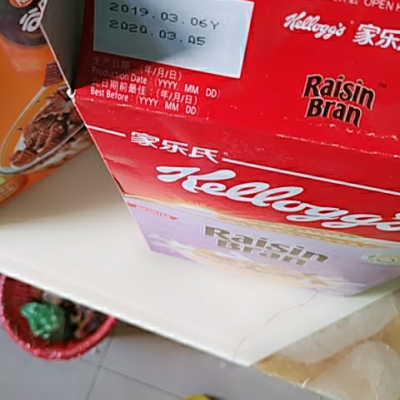 2019.03.06Y
2020.03.05
OPEN
Kellogg's 家乐
生产日期:(年/月/日)
Production Date:(YYYY MM DD)
此日期前最佳:(年/月/日)
Best Before:(YYYY MM DD)
Raisin
Bran™
家乐氏
Kellogg's
Raisin
Bran